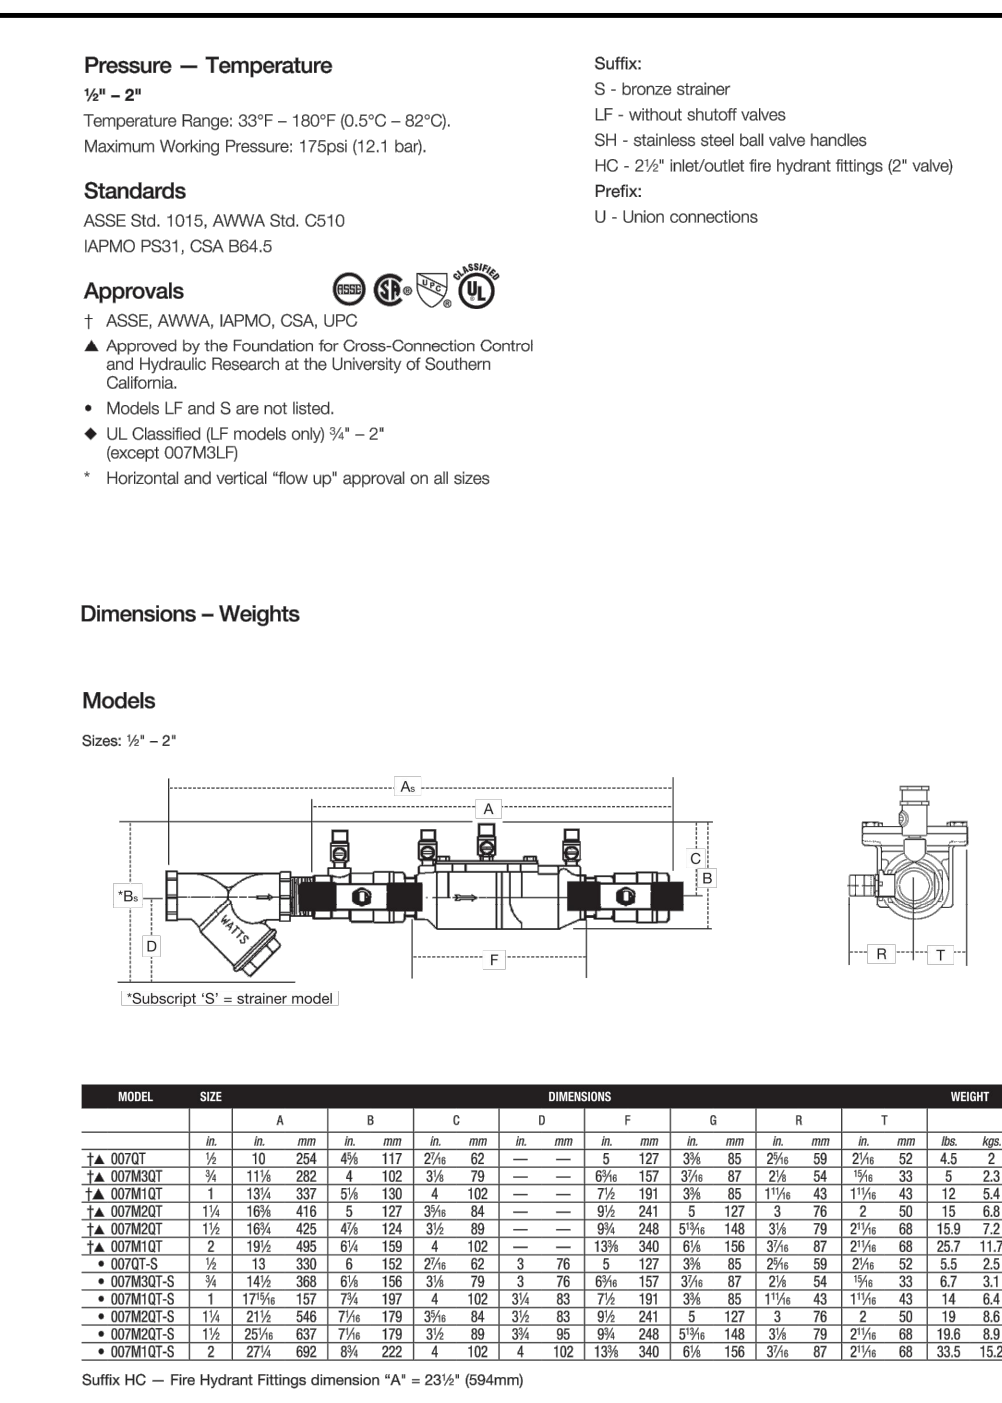 Pressure — Temperature
½" – 2"
Temperature Range: 33°F – 180°F (0.5°C – 82°C).
Maximum Working Pressure: 175psi (12.1 bar).
Standards
ASSE Std. 1015, AWWA Std. C510
IAPMO PS31, CSA B64.5
Approvals
ASSE SA ® UPC ® CLASSIFIED UL ®
† ASSE, AWWA, IAPMO, CSA, UPC
▲ Approved by the Foundation for Cross-Connection Control
and Hydraulic Research at the University of Southern
California.
• Models LF and S are not listed.
◆ UL Classified (LF models only) ¾" – 2"
(except 007M3LF)
* Horizontal and vertical “flow up" approval on all sizes
Suffix:
S - bronze strainer
LF - without shutoff valves
SH - stainless steel ball valve handles
HC - 2½" inlet/outlet fire hydrant fittings (2" valve)
Prefix:
U - Union connections
Dimensions – Weights
Models
Sizes: ½" – 2"
As
A
C
B
*Bs
D
WATTS
F
R
T
*Subscript ‘S’ = strainer model
MODEL SIZE DIMENSIONS WEIGHT
A B C D F G R T
in. in. mm in. mm in. mm in. mm in. mm in. mm in. mm in. mm lbs. kgs.
†▲ 007QT ½ 10 254 4⅝ 117 2⁷⁄₁₆ 62 — — 5 127 3⅜ 85 2⁵⁄₁₆ 59 2¹⁄₁₆ 52 4.5 2
†▲ 007M3QT ¾ 11⅛ 282 4 102 3⅛ 79 — — 6³⁄₁₆ 157 3⁷⁄₁₆ 87 2⅛ 54 ¹⁵⁄₁₆ 33 5 2.3
†▲ 007M1QT 1 13¼ 337 5⅛ 130 4 102 — — 7½ 191 3⅜ 85 1¹¹⁄₁₆ 43 1¹¹⁄₁₆ 43 12 5.4
†▲ 007M2QT 1¼ 16⅜ 416 5 127 3⁵⁄₁₆ 84 — — 9½ 241 5 127 3 76 2 50 15 6.8
†▲ 007M2QT 1½ 16¾ 425 4⅞ 124 3½ 89 — — 9¾ 248 5¹³⁄₁₆ 148 3⅛ 79 2¹¹⁄₁₆ 68 15.9 7.2
†▲ 007M1QT 2 19½ 495 6¼ 159 4 102 — — 13⅜ 340 6⅛ 156 3⁷⁄₁₆ 87 2¹¹⁄₁₆ 68 25.7 11.7
• 007QT-S ½ 13 330 6 152 2⁷⁄₁₆ 62 3 76 5 127 3⅜ 85 2⁵⁄₁₆ 59 2¹⁄₁₆ 52 5.5 2.5
• 007M3QT-S ¾ 14½ 368 6⅛ 156 3⅛ 79 3 76 6³⁄₁₆ 157 3⁷⁄₁₆ 87 2⅛ 54 ¹⁵⁄₁₆ 33 6.7 3.1
• 007M1QT-S 1 17¹⁵⁄₁₆ 157 7¾ 197 4 102 3¼ 83 7½ 191 3⅜ 85 1¹¹⁄₁₆ 43 1¹¹⁄₁₆ 43 14 6.4
• 007M2QT-S 1¼ 21½ 546 7¹⁄₁₆ 179 3⁵⁄₁₆ 84 3½ 83 9½ 241 5 127 3 76 2 50 19 8.6
• 007M2QT-S 1½ 25¹⁄₁₆ 637 7¹⁄₁₆ 179 3½ 89 3¾ 95 9¾ 248 5¹³⁄₁₆ 148 3⅛ 79 2¹¹⁄₁₆ 68 19.6 8.9
• 007M1QT-S 2 27¼ 692 8¾ 222 4 102 4 102 13⅜ 340 6⅛ 156 3⁷⁄₁₆ 87 2¹¹⁄₁₆ 68 33.5 15.2
Suffix HC — Fire Hydrant Fittings dimension “A" = 23½" (594mm)